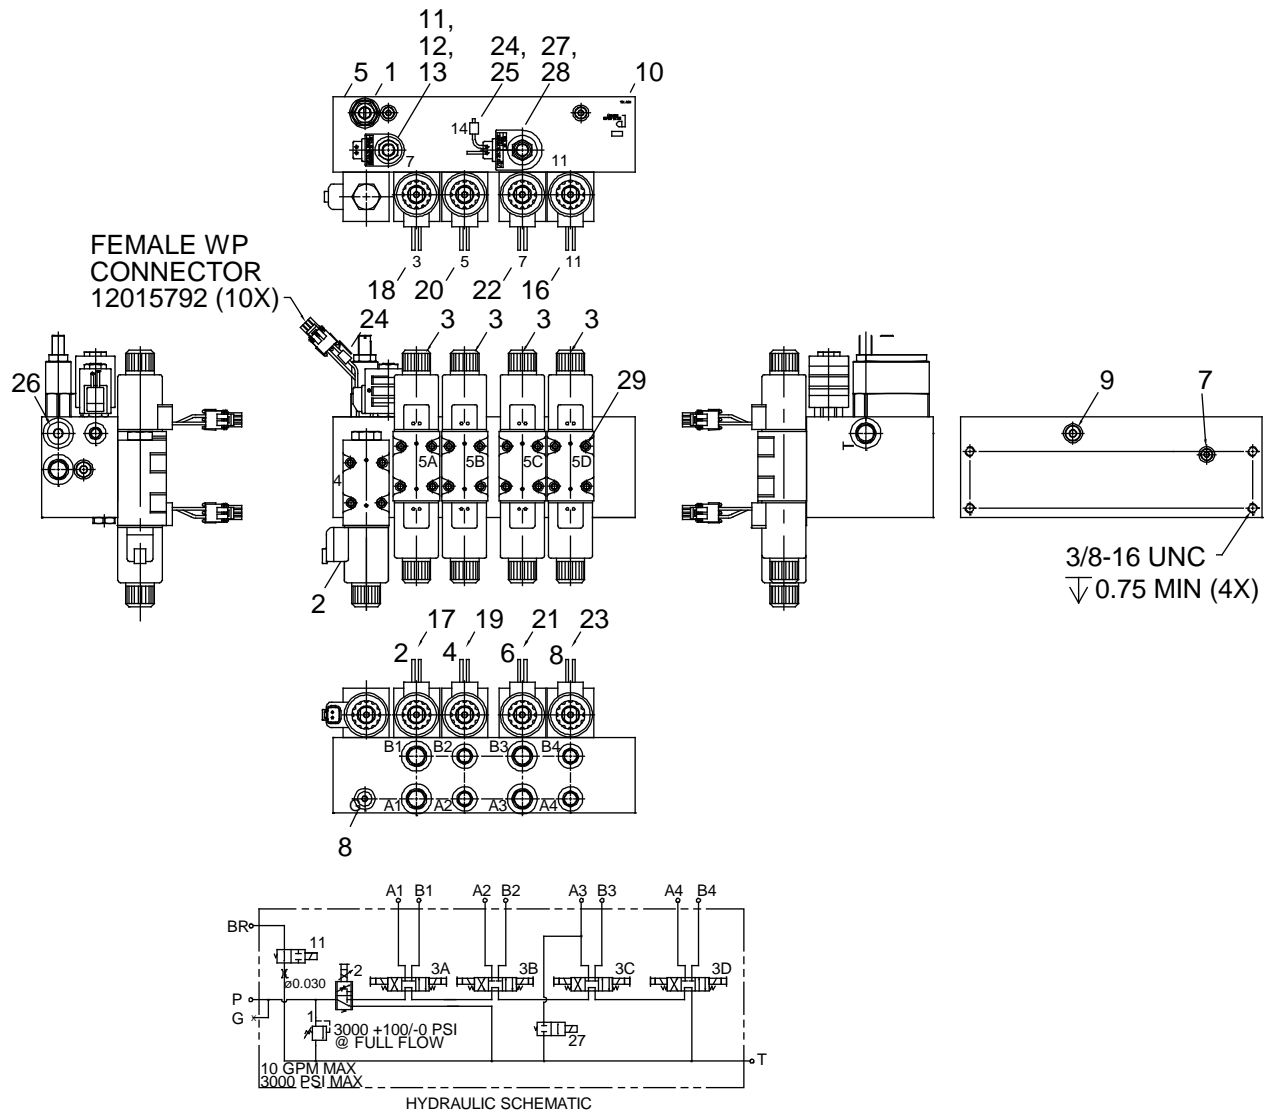 11,
12,
13
24,
25
27,
28
5
1
10
14
7
11
3
5
7
11
18
20
22
16
FEMALE WP
CONNECTOR
12015792 (10X)
24
3
3
3
3
26
29
9
7
T
4
5A
5B
5C
5D
2
3/8-16 UNC
0.75 MIN (4X)
17
19
21
23
2
4
6
8
B1
B2
B3
B4
G
A1
A2
A3
A4
8
A1
B1
A2
B2
A3
B3
A4
B4
BR
11
2
3A
3B
3C
3D
ø0.030
P
G
1
3000 +100/-0 PSI
@ FULL FLOW
27
T
10 GPM MAX
3000 PSI MAX
HYDRAULIC SCHEMATIC